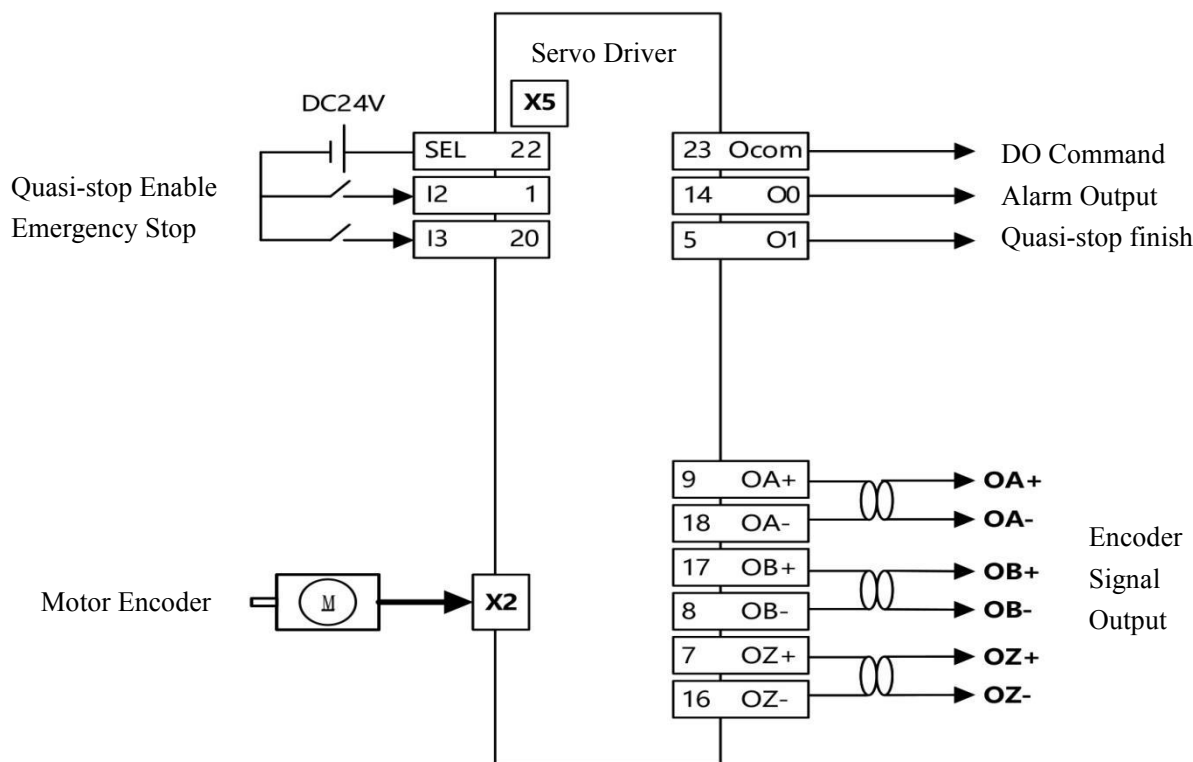 Servo Driver
X5
DC24V
SEL 22
I2 1
I3 20
Quasi-stop Enable
Emergency Stop
23 Ocom
14 O0
5 O1
DO Command
Alarm Output
Quasi-stop finish
9 OA+
18 OA-
17 OB+
8 OB-
7 OZ+
16 OZ-
OA+
OA-
OB+
OB-
OZ+
OZ-
Encoder
Signal
Output
Motor Encoder
M
X2